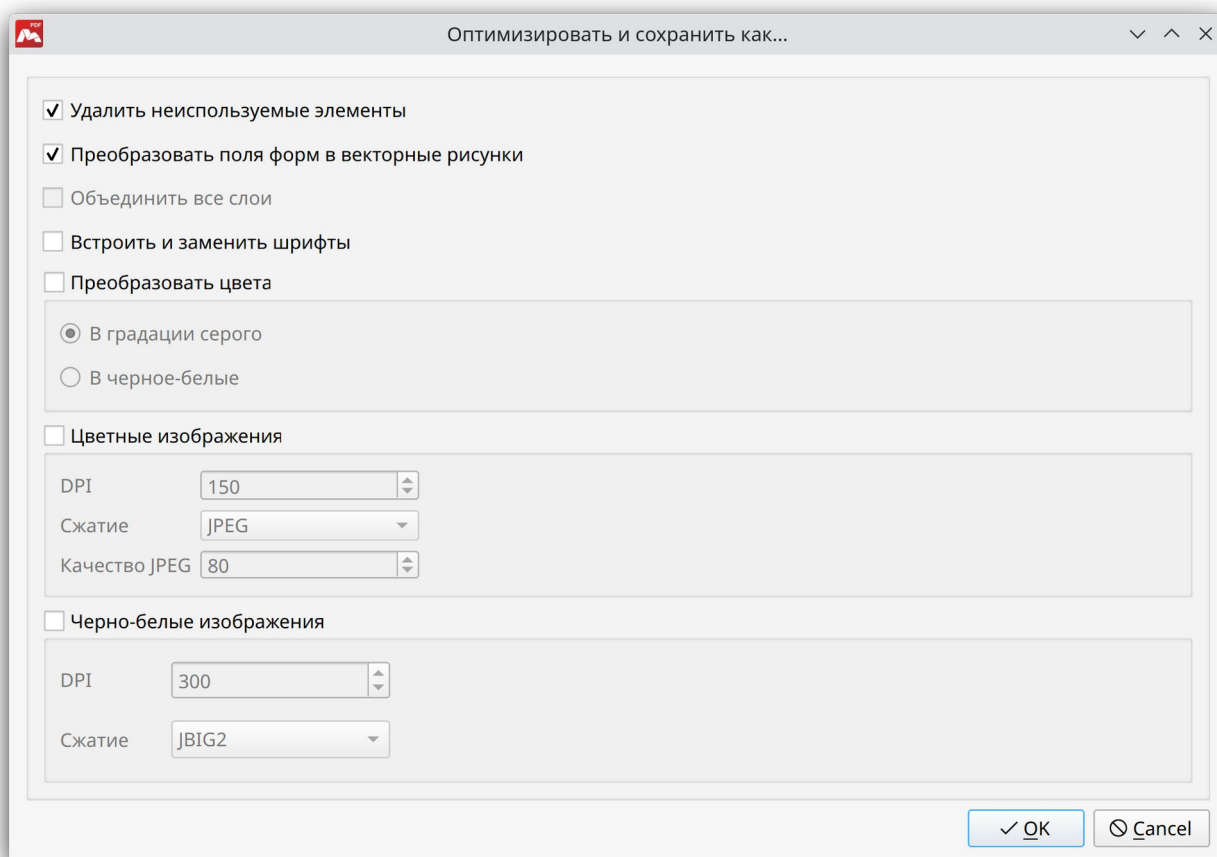 PDF
Оптимизировать и сохранить как...
Удалить неиспользуемые элементы
Преобразовать поля форм в векторные рисунки
Объединить все слои
Встроить и заменить шрифты
Преобразовать цвета
В градации серого
В черное-белые
Цветные изображения
DPI 150
Сжатие JPEG
Качество JPEG 80
Черно-белые изображения
DPI 300
Сжатие JBIG2
OK Cancel